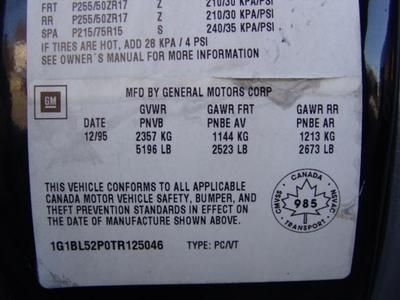 FRT P255/50ZR17 Z 210/30 KPA/PSI
RR P255/50ZR17 Z 210/30 KPA/PSI
SPA P215/75R15 S 240/35 KPA/PSI
IF TIRES ARE HOT, ADD 28 KPA / 4 PSI
SEE OWNER'S MANUAL FOR MORE INFORMATION
GM
MFD BY GENERAL MOTORS CORP
GVWR GAWR FRT GAWR RR
DATE PNVB PNBE AV PNBE AR
12/95 2357 KG 1144 KG 1213 KG
5196 LB 2523 LB 2673 LB
THIS VEHICLE CONFORMS TO ALL APPLICABLE
CANADA MOTOR VEHICLE SAFETY, BUMPER, AND
THEFT PREVENTION STANDARDS IN EFFECT ON
THE DATE OF MANUFACTURE SHOWN ABOVE.
CANADA
CMVSS 985 NSVAC
TRANSPORT
1G1BL52P0TR125046 TYPE: PC/VT